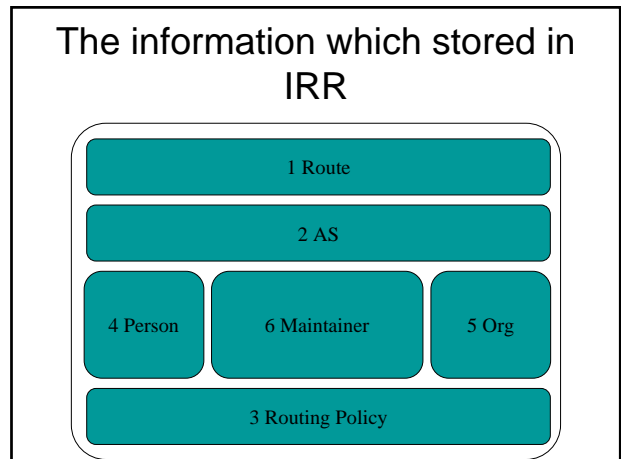 The information which stored in
IRR
1 Route
2 AS
4 Person
6 Maintainer
5 Org
3 Routing Policy